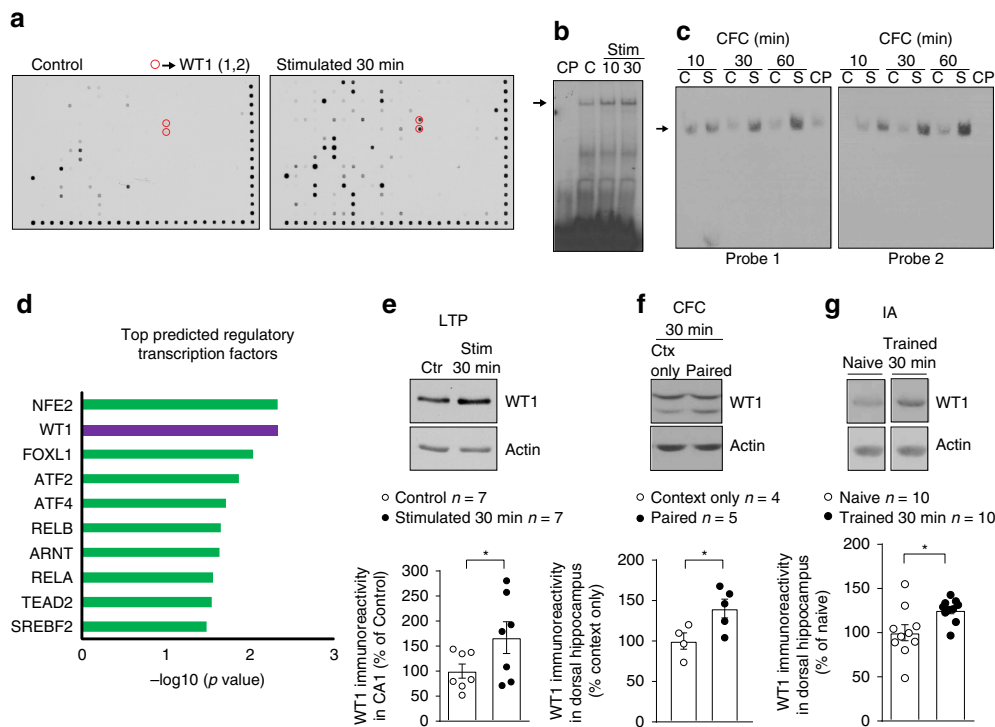 a
Control
WT1 (1,2)
Stimulated 30 min
b
Stim
CP C 10 30
c
CFC (min)
10 30 60
C S C S C S CP
Probe 1
CFC (min)
10 30 60
C S C S C S CP
Probe 2
d
Top predicted regulatory
transcription factors
NFE2
WT1
FOXL1
ATF2
ATF4
RELB
ARNT
RELA
TEAD2
SREBF2
0 1 2 3
–log10 (p value)
e
LTP
Stim
Ctr 30 min
WT1
Actin
Control n = 7
Stimulated 30 min n = 7
WT1 immunoreactivity
in CA1 (% of Control)
300
250
200
150
100
50
0
*
f
CFC
30 min
Ctx
only Paired
WT1
Actin
Context only n = 4
Paired n = 5
WT1 immunoreactivity
in dorsal hippocampus
(% context only)
200
150
100
50
0
*
g
IA
Trained
Naive 30 min
WT1
Actin
Naive n = 10
Trained 30 min n = 10
WT1 immunoreactivity
in dorsal hippocampus
(% of naive)
200
150
100
50
0
*